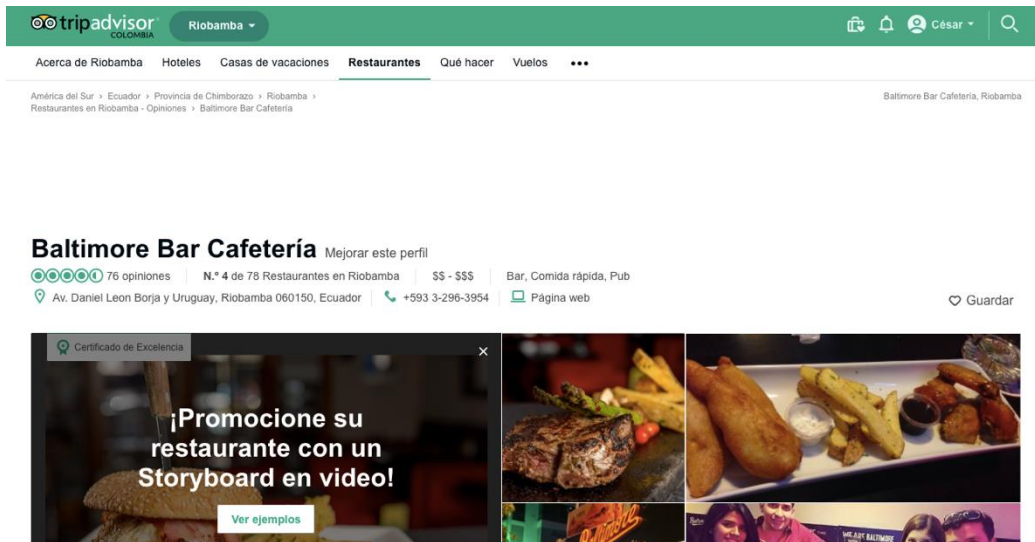 tripadvisor
COLOMBIA
Riobamba
César
Acerca de Riobamba Hoteles Casas de vacaciones Restaurantes Qué hacer Vuelos •••
América del Sur › Ecuador › Provincia de Chimborazo › Riobamba ›
Restaurantes en Riobamba - Opiniones › Baltimore Bar Cafetería
Baltimore Bar Cafetería, Riobamba
Baltimore Bar Cafetería Mejorar este perfil
76 opiniones N.º 4 de 78 Restaurantes en Riobamba $$ - $$$ Bar, Comida rápida, Pub
Av. Daniel Leon Borja y Uruguay, Riobamba 060150, Ecuador +593 3-296-3954 Página web
Guardar
Certificado de Excelencia
¡Promocione su
restaurante con un
Storyboard en video!
Ver ejemplos
WE ARE BALTIMORE